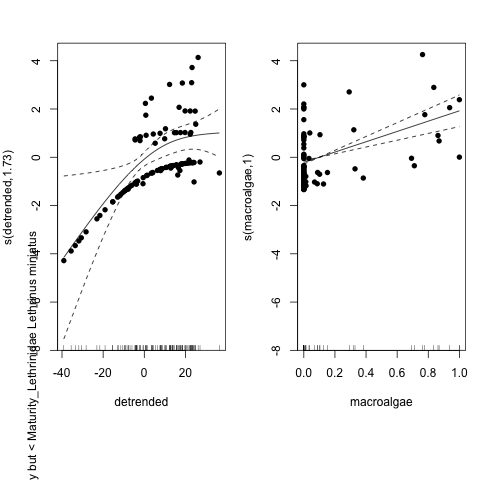 y but < Maturity_Lethrinidae Lethrinus miniatus
s(detrended,1.73)
4
2
0
-2
-4
-6
-8
-40 -20 0 20
detrended
s(macroalgae,1)
4
2
0
-2
-4
-6
-8
0.0 0.2 0.4 0.6 0.8 1.0
macroalgae